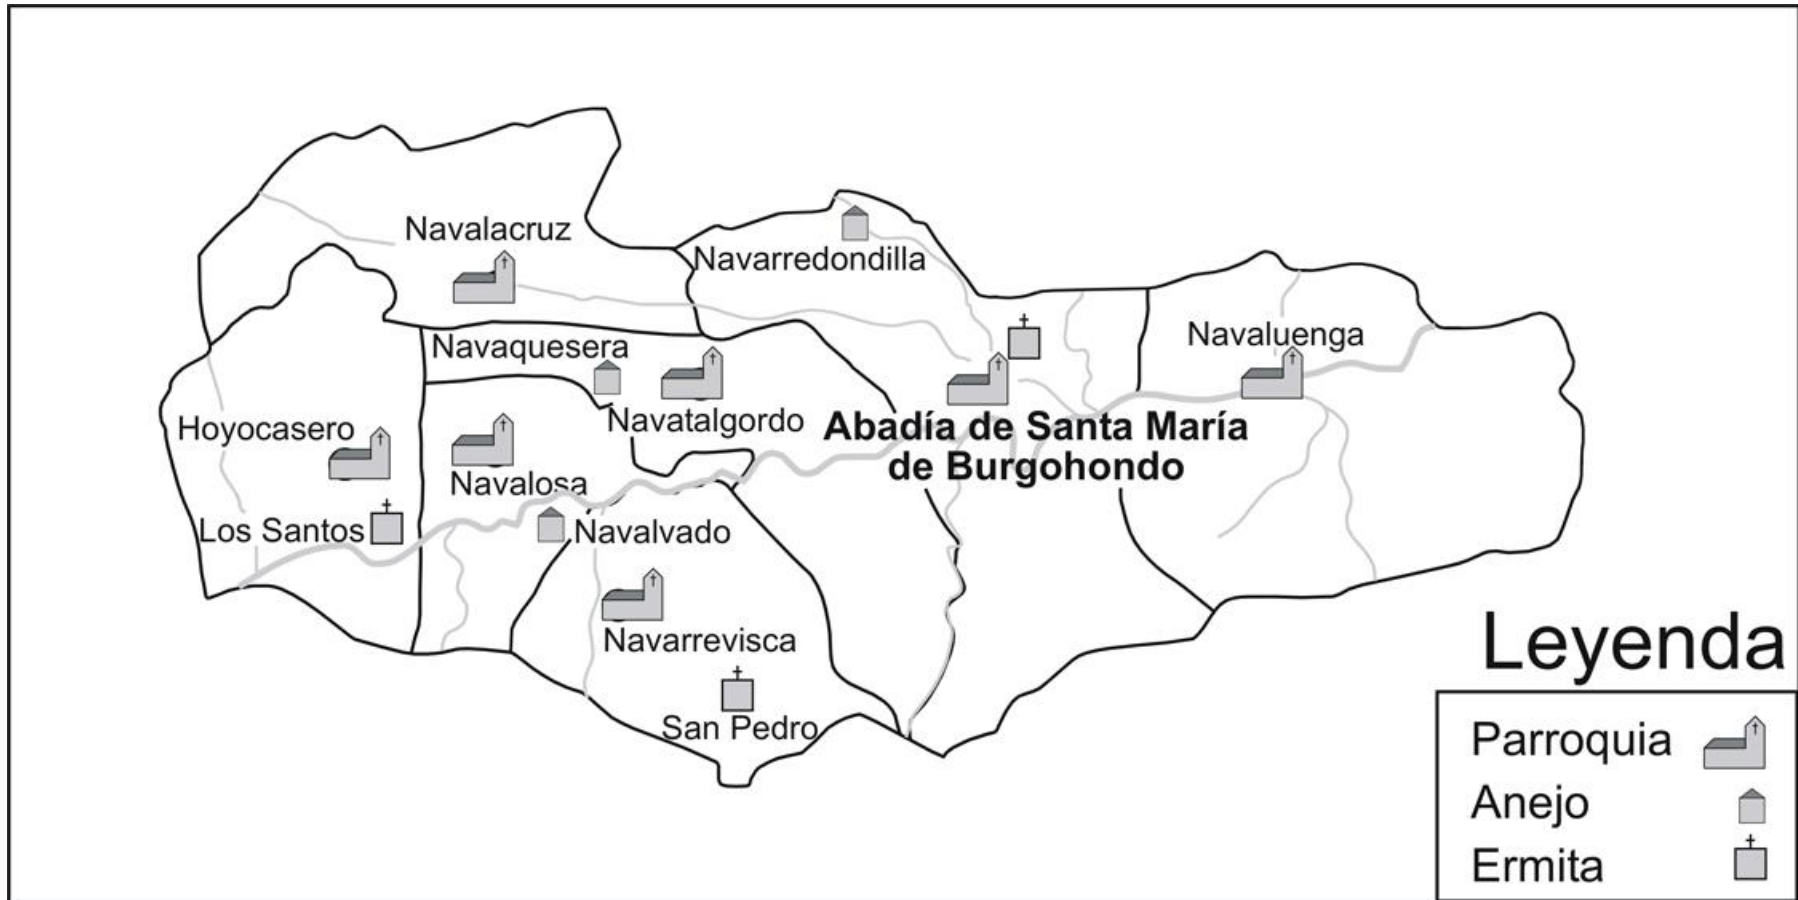 Navalacruz
Navarredondilla
Navaluenga
Navaquesera
Navatalgordo
Hoyocasero
Abadía de Santa María
de Burgohondo
Navalosa
Los Santos
Navalvado
Navarrevisca
San Pedro
Leyenda
Parroquia
Anejo
Ermita